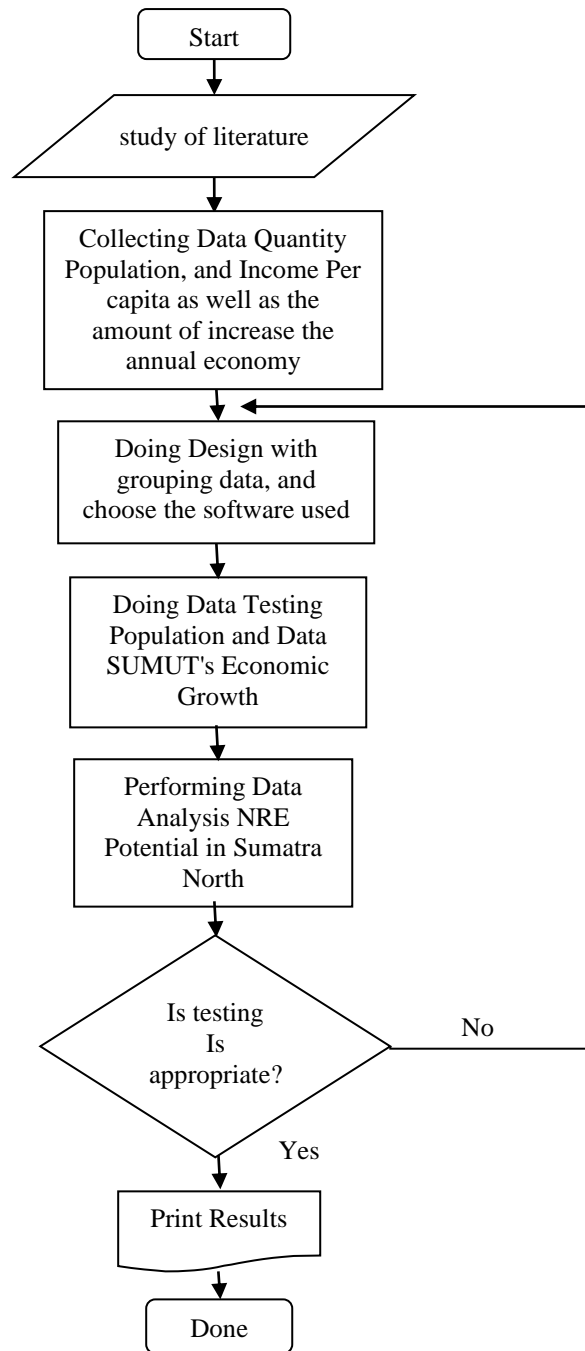 Start
study of literature
Collecting Data Quantity
Population, and Income Per
capita as well as the
amount of increase the
annual economy
Doing Design with
grouping data, and
choose the software used
Doing Data Testing
Population and Data
SUMUT's Economic
Growth
Performing Data
Analysis NRE
Potential in Sumatra
North
Is testing
Is
appropriate?
No
Yes
Print Results
Done